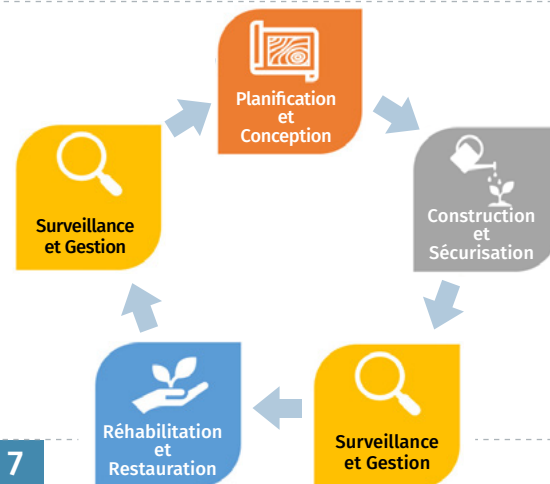 Planification
et
Conception
Construction
et
Sécurisation
Surveillance
et Gestion
Réhabilitation
et
Restauration
Surveillance
et Gestion
7